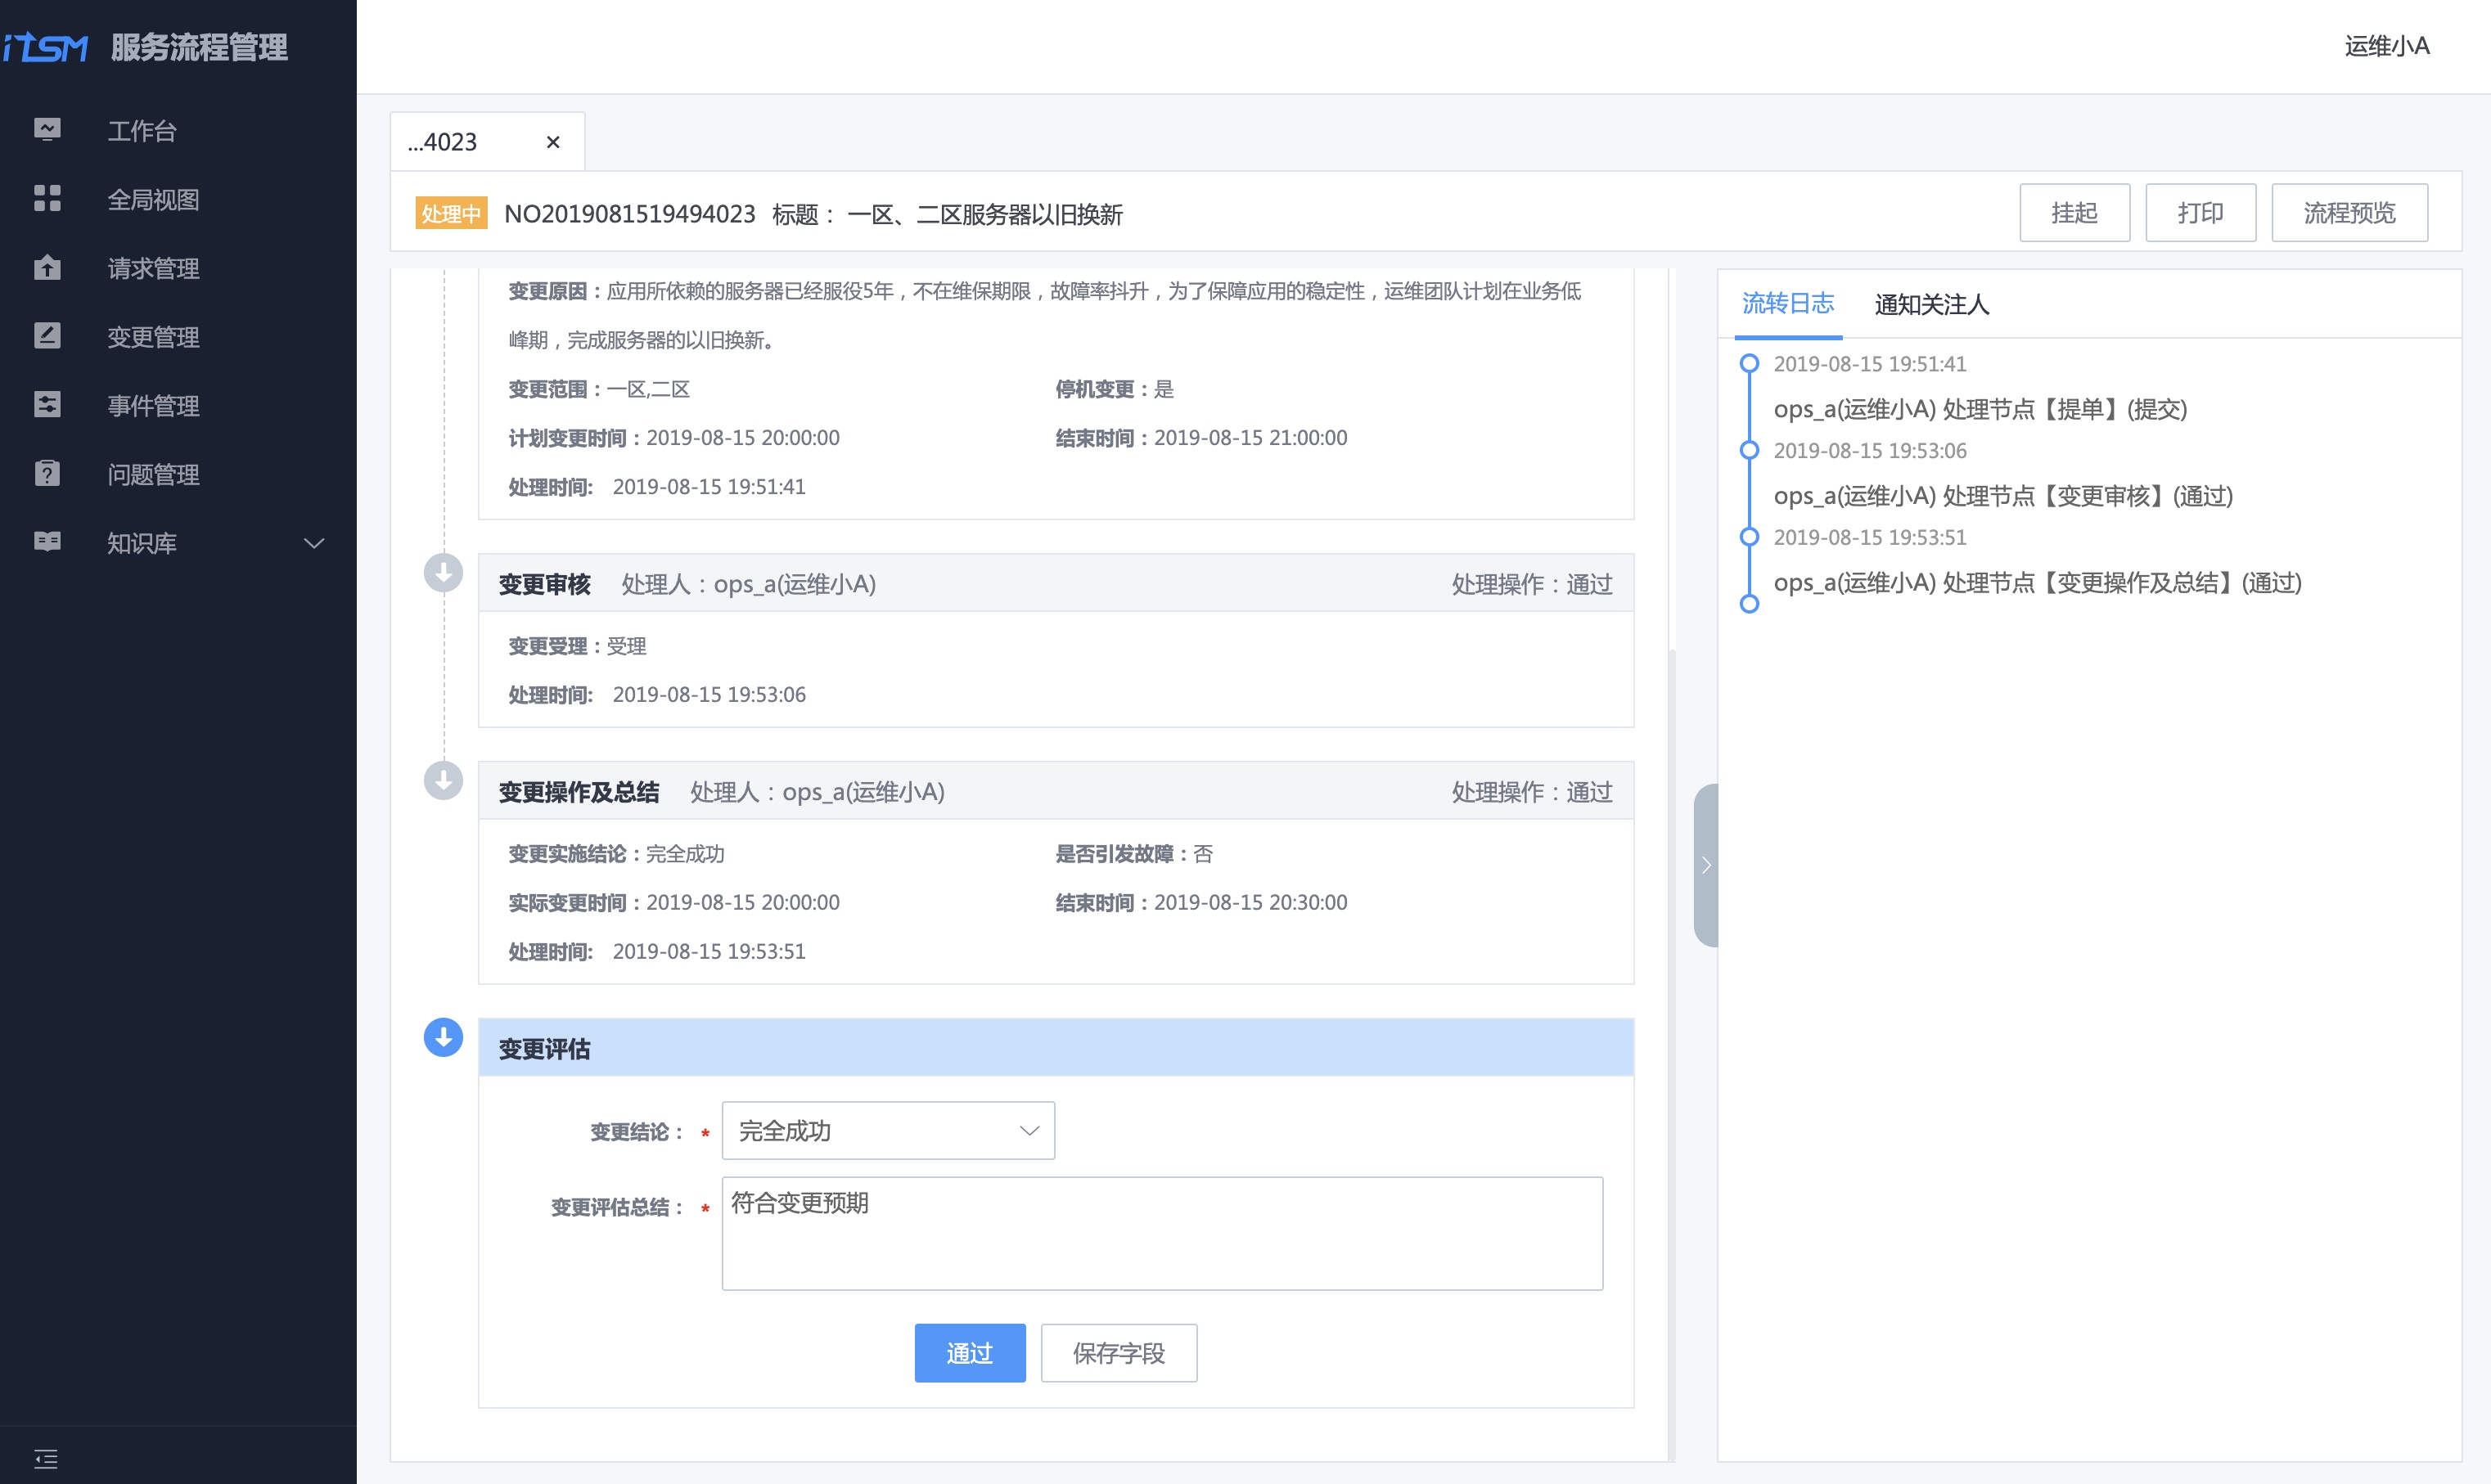 iTSM 服务流程管理
运维小A
工作台
全局视图
请求管理
变更管理
事件管理
问题管理
知识库
...4023 ×
处理中 NO2019081519494023 标题： 一区、二区服务器以旧换新
挂起 打印 流程预览
变更原因：应用所依赖的服务器已经服役5年，不在维保期限，故障率抖升，为了保障应用的稳定性，运维团队计划在业务低
峰期，完成服务器的以旧换新。
变更范围：一区,二区 停机变更：是
计划变更时间：2019-08-15 20:00:00 结束时间：2019-08-15 21:00:00
处理时间: 2019-08-15 19:51:41
变更审核 处理人：ops_a(运维小A) 处理操作：通过
变更受理：受理
处理时间: 2019-08-15 19:53:06
变更操作及总结 处理人：ops_a(运维小A) 处理操作：通过
变更实施结论：完全成功 是否引发故障：否
实际变更时间：2019-08-15 20:00:00 结束时间：2019-08-15 20:30:00
处理时间: 2019-08-15 19:53:51
变更评估
变更结论： * 完全成功
变更评估总结： * 符合变更预期
通过 保存字段
流转日志 通知关注人
2019-08-15 19:51:41
ops_a(运维小A) 处理节点【提单】(提交)
2019-08-15 19:53:06
ops_a(运维小A) 处理节点【变更审核】(通过)
2019-08-15 19:53:51
ops_a(运维小A) 处理节点【变更操作及总结】(通过)